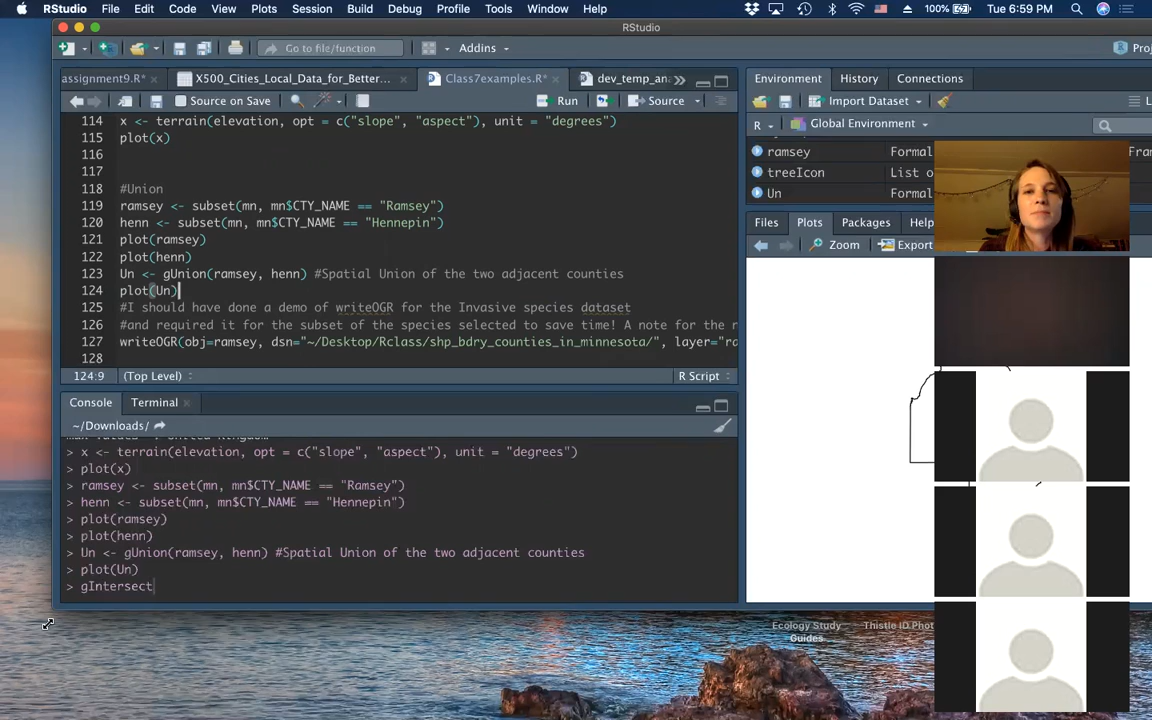 RStudio File Edit Code View Plots Session Build Debug Profile Tools Window Help 100% Tue 6:59 PM
RStudio
Go to file/function Addins
assignment9.R* X500_Cities_Local_Data_for_Better... Class7examples.R* dev_temp_an
Source on Save Run Source
114 x <- terrain(elevation, opt = c("slope", "aspect"), unit = "degrees")
115 plot(x)
116
117
118 #Union
119 ramsey <- subset(mn, mn$CTY_NAME == "Ramsey")
120 henn <- subset(mn, mn$CTY_NAME == "Hennepin")
121 plot(ramsey)
122 plot(henn)
123 Un <- gUnion(ramsey, henn) #Spatial Union of the two adjacent counties
124 plot(Un)
125 #I should have done a demo of writeOGR for the Invasive species dataset
126 #and required it for the subset of the species selected to save time! A note for the r
127 writeOGR(obj=ramsey, dsn="~/Desktop/Rclass/shp_bdry_counties_in_minnesota/", layer="ra
128
124:9 (Top Level) R Script
Console Terminal
~/Downloads/
> x <- terrain(elevation, opt = c("slope", "aspect"), unit = "degrees")
> plot(x)
> ramsey <- subset(mn, mn$CTY_NAME == "Ramsey")
> henn <- subset(mn, mn$CTY_NAME == "Hennepin")
> plot(ramsey)
> plot(henn)
> Un <- gUnion(ramsey, henn) #Spatial Union of the two adjacent counties
> plot(Un)
> gIntersect
Proj
Environment History Connections
Import Dataset
R Global Environment
ramsey Formal Fra
treeIcon List o
Un Formal
Files Plots Packages Help
Zoom Export
Ecology Study
Guides
Thistle ID Phot